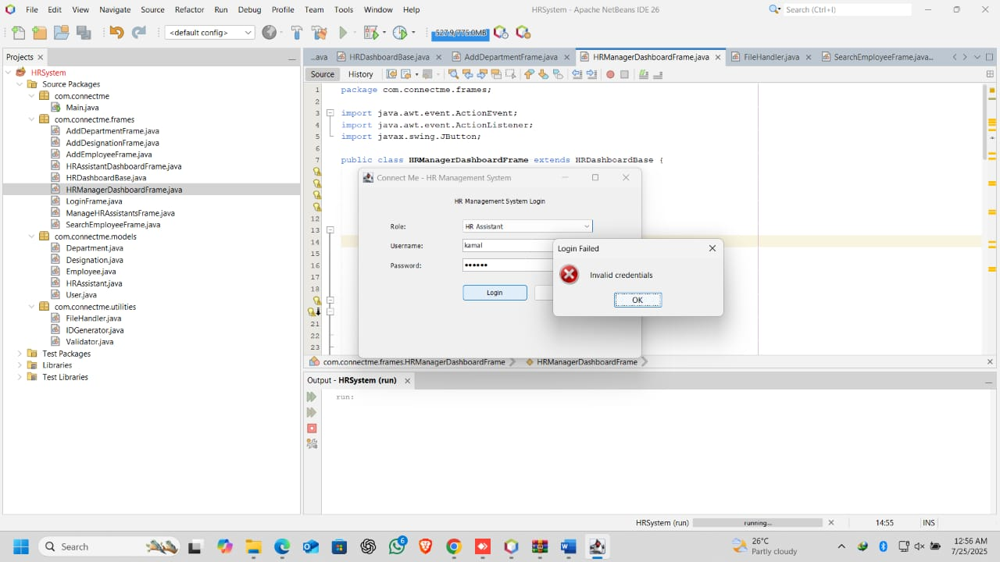 HRSystem - Apache NetBeans IDE 26
File Edit View Navigate Source Refactor Run Debug Profile Team Tools Window Help
Search (Ctrl+I)
<default config>
527.9/775.0MB
Projects
HRSystem
Source Packages
com.connectme
Main.java
com.connectme.frames
AddDepartmentFrame.java
AddDesignationFrame.java
AddEmployeeFrame.java
HRAssistantDashboardFrame.java
HRDashboardBase.java
HRManagerDashboardFrame.java
LoginFrame.java
ManageHRAssistantsFrame.java
SearchEmployeeFrame.java
com.connectme.models
Department.java
Designation.java
Employee.java
HRAssistant.java
User.java
com.connectme.utilities
FileHandler.java
IDGenerator.java
Validator.java
Test Packages
Libraries
Test Libraries
...ava HRDashboardBase.java AddDepartmentFrame.java HRManagerDashboardFrame.java FileHandler.java SearchEmployeeFrame.java...
Source History
1 package com.connectme.frames;
2
3 import java.awt.event.ActionEvent;
4 import java.awt.event.ActionListener;
5 import javax.swing.JButton;
6
7 public class HRManagerDashboardFrame extends HRDashboardBase {
12
13
14
15
16
17
18
21
22
23
Connect Me - HR Management System
HR Management System Login
Role: HR Assistant
Username: kamal
Password: ••••••
Login
Login Failed
Invalid credentials
OK
com.connectme.frames.HRManagerDashboardFrame HRManagerDashboardFrame
Output - HRSystem (run)
run:
HRSystem (run) running... 14:55 INS
Search
6
26°C
Partly cloudy
12:56 AM
7/25/2025